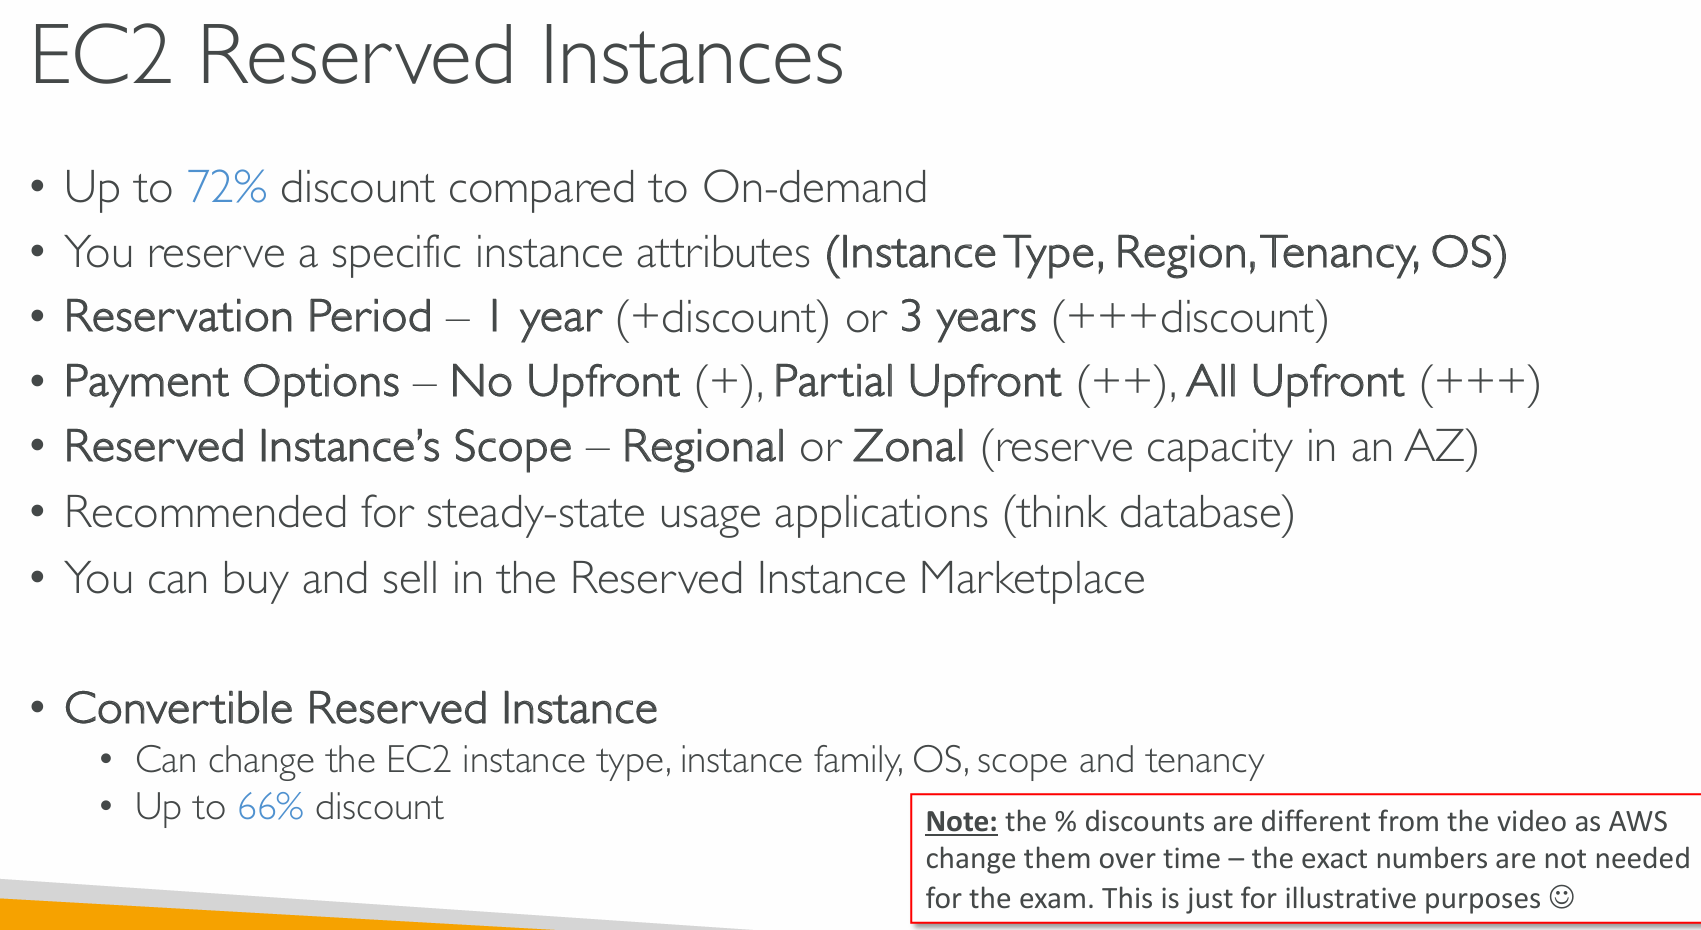 EC2 Reserved Instances
• Up to 72% discount compared to On-demand
• You reserve a specific instance attributes (Instance Type, Region, Tenancy, OS)
• Reservation Period – 1 year (+discount) or 3 years (+++discount)
• Payment Options – No Upfront (+), Partial Upfront (++), All Upfront (+++)
• Reserved Instance’s Scope – Regional or Zonal (reserve capacity in an AZ)
• Recommended for steady-state usage applications (think database)
• You can buy and sell in the Reserved Instance Marketplace
• Convertible Reserved Instance
• Can change the EC2 instance type, instance family, OS, scope and tenancy
• Up to 66% discount
Note: the % discounts are different from the video as AWS
change them over time – the exact numbers are not needed
for the exam. This is just for illustrative purposes ☺